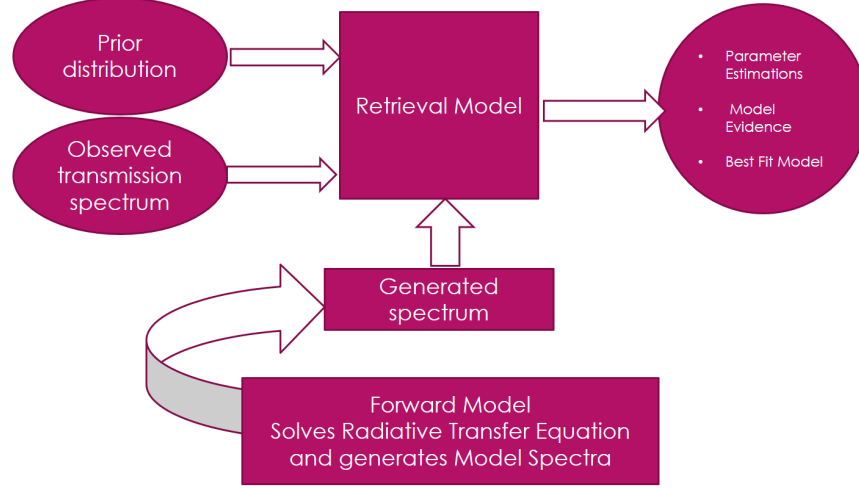 Prior
distribution
Observed
transmission
spectrum
Retrieval Model
• Parameter
Estimations
• Model
Evidence
• Best Fit Model
Generated
spectrum
Forward Model
Solves Radiative Transfer Equation
and generates Model Spectra